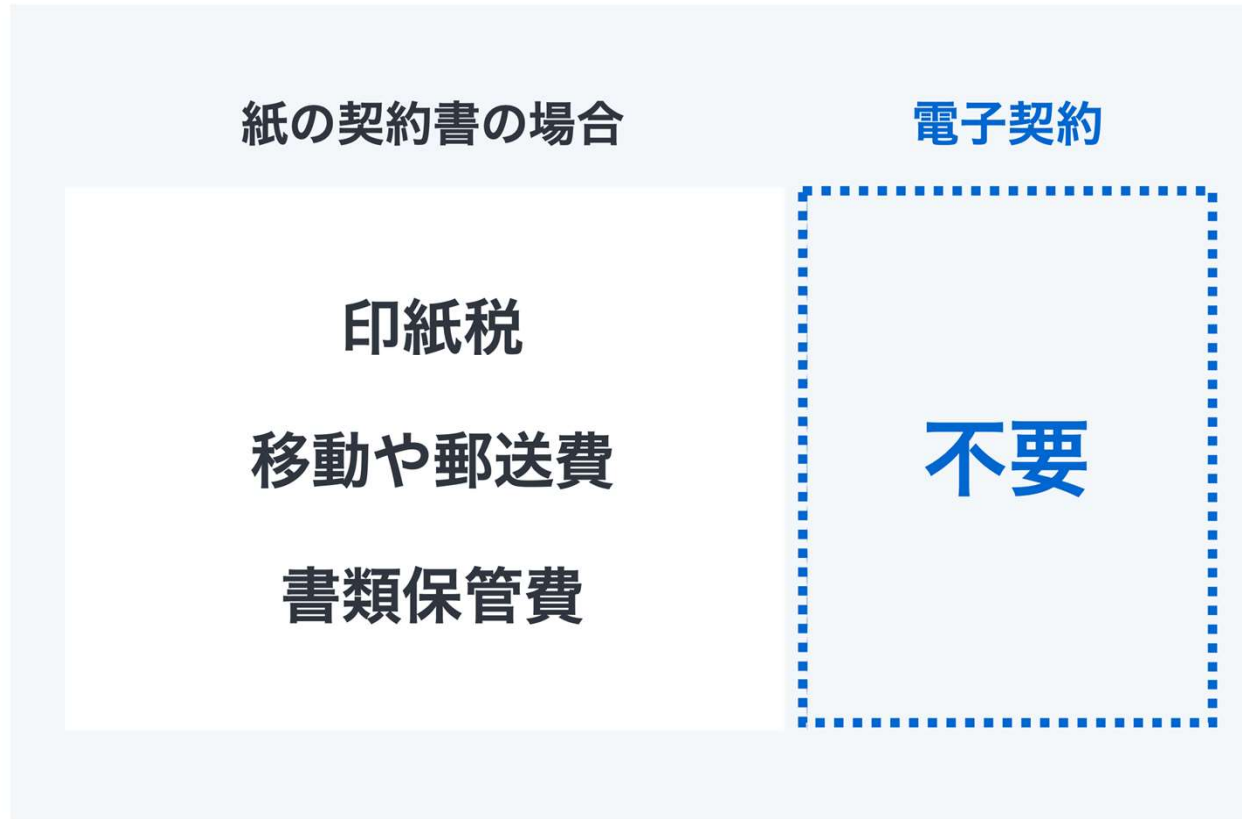 紙の契約書の場合
電子契約
印紙税
移動や郵送費
書類保管費
不要